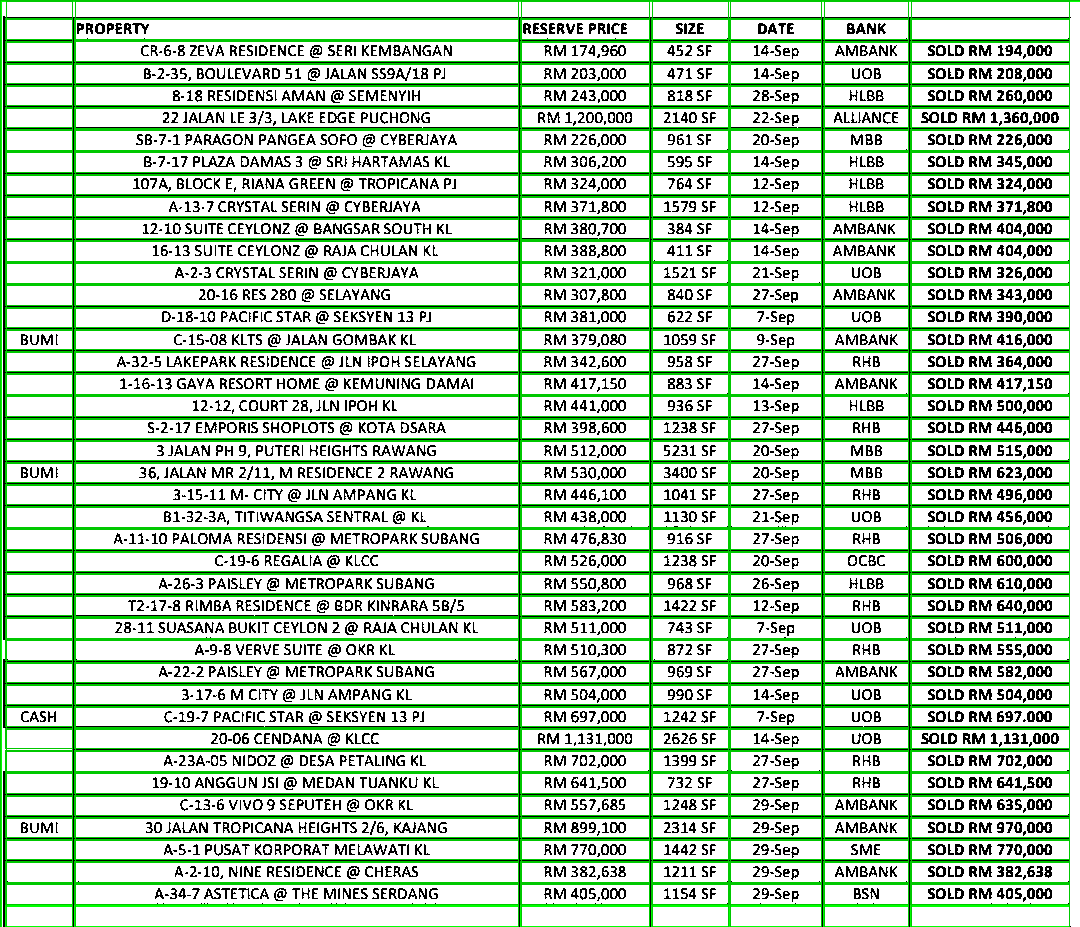 PROPERTY RESERVE PRICE SIZE DATE BANK
CR-6-8 ZEVA RESIDENCE @ SERI KEMBANGAN RM 174,960 452 SF 14-Sep AMBANK SOLD RM 194,000
B-2-35, BOULEVARD 51 @ JALAN SS9A/18 PJ RM 203,000 471 SF 14-Sep UOB SOLD RM 208,000
8-18 RESIDENSI AMAN @ SEMENYIH RM 243,000 818 SF 28-Sep HLBB SOLD RM 260,000
22 JALAN LE 3/3, LAKE EDGE PUCHONG RM 1,200,000 2140 SF 22-Sep ALLIANCE SOLD RM 1,360,000
SB-7-1 PARAGON PANGEA SOFO @ CYBERJAYA RM 226,000 961 SF 20-Sep MBB SOLD RM 226,000
B-7-17 PLAZA DAMAS 3 @ SRI HARTAMAS KL RM 306,200 595 SF 14-Sep HLBB SOLD RM 345,000
107A, BLOCK E, RIANA GREEN @ TROPICANA PJ RM 324,000 764 SF 12-Sep HLBB SOLD RM 324,000
A-13-7 CRYSTAL SERIN @ CYBERJAYA RM 371,800 1579 SF 12-Sep HLBB SOLD RM 371,800
12-10 SUITE CEYLONZ @ BANGSAR SOUTH KL RM 380,700 384 SF 14-Sep AMBANK SOLD RM 404,000
16-13 SUITE CEYLONZ @ RAJA CHULAN KL RM 388,800 411 SF 14-Sep AMBANK SOLD RM 404,000
A-2-3 CRYSTAL SERIN @ CYBERJAYA RM 321,000 1521 SF 21-Sep UOB SOLD RM 326,000
20-16 RES 280 @ SELAYANG RM 307,800 840 SF 27-Sep AMBANK SOLD RM 343,000
D-18-10 PACIFIC STAR @ SEKSYEN 13 PJ RM 381,000 622 SF 7-Sep UOB SOLD RM 390,000
BUMI C-15-08 KLTS @ JALAN GOMBAK KL RM 379,080 1059 SF 9-Sep AMBANK SOLD RM 416,000
A-32-5 LAKEPARK RESIDENCE @ JLN IPOH SELAYANG RM 342,600 958 SF 27-Sep RHB SOLD RM 364,000
1-16-13 GAYA RESORT HOME @ KEMUNING DAMAI RM 417,150 883 SF 14-Sep AMBANK SOLD RM 417,150
12-12, COURT 28, JLN IPOH KL RM 441,000 936 SF 13-Sep HLBB SOLD RM 500,000
S-2-17 EMPORIS SHOPLOTS @ KOTA DSARA RM 398,600 1238 SF 27-Sep RHB SOLD RM 446,000
3 JALAN PH 9, PUTERI HEIGHTS RAWANG RM 512,000 5231 SF 20-Sep MBB SOLD RM 515,000
BUMI 36, JALAN MR 2/11, M RESIDENCE 2 RAWANG RM 530,000 3400 SF 20-Sep MBB SOLD RM 623,000
3-15-11 M- CITY @ JLN AMPANG KL RM 446,100 1041 SF 27-Sep RHB SOLD RM 496,000
B1-32-3A, TITIWANGSA SENTRAL @ KL RM 438,000 1130 SF 21-Sep UOB SOLD RM 456,000
A-11-10 PALOMA RESIDENSI @ METROPARK SUBANG RM 476,830 916 SF 27-Sep RHB SOLD RM 506,000
C-19-6 REGALIA @ KLCC RM 526,000 1238 SF 20-Sep OCBC SOLD RM 600,000
A-26-3 PAISLEY @ METROPARK SUBANG RM 550,800 968 SF 26-Sep HLBB SOLD RM 610,000
T2-17-8 RIMBA RESIDENCE @ BDR KINRARA 5B/5 RM 583,200 1422 SF 12-Sep RHB SOLD RM 640,000
28-11 SUASANA BUKIT CEYLON 2 @ RAJA CHULAN KL RM 511,000 743 SF 7-Sep UOB SOLD RM 511,000
A-9-8 VERVE SUITE @ OKR KL RM 510,300 872 SF 27-Sep RHB SOLD RM 555,000
A-22-2 PAISLEY @ METROPARK SUBANG RM 567,000 969 SF 27-Sep AMBANK SOLD RM 582,000
3-17-6 M CITY @ JLN AMPANG KL RM 504,000 990 SF 14-Sep UOB SOLD RM 504,000
CASH C-19-7 PACIFIC STAR @ SEKSYEN 13 PJ RM 697,000 1242 SF 7-Sep UOB SOLD RM 697.000
20-06 CENDANA @ KLCC RM 1,131,000 2626 SF 14-Sep UOB SOLD RM 1,131,000
A-23A-05 NIDOZ @ DESA PETALING KL RM 702,000 1399 SF 27-Sep RHB SOLD RM 702,000
19-10 ANGGUN JSI @ MEDAN TUANKU KL RM 641,500 732 SF 27-Sep RHB SOLD RM 641,500
C-13-6 VIVO 9 SEPUTEH @ OKR KL RM 557,685 1248 SF 29-Sep AMBANK SOLD RM 635,000
BUMI 30 JALAN TROPICANA HEIGHTS 2/6, KAJANG RM 899,100 2314 SF 29-Sep AMBANK SOLD RM 970,000
A-5-1 PUSAT KORPORAT MELAWATI KL RM 770,000 1442 SF 29-Sep SME SOLD RM 770,000
A-2-10, NINE RESIDENCE @ CHERAS RM 382,638 1211 SF 29-Sep AMBANK SOLD RM 382,638
A-34-7 ASTETICA @ THE MINES SERDANG RM 405,000 1154 SF 29-Sep BSN SOLD RM 405,000